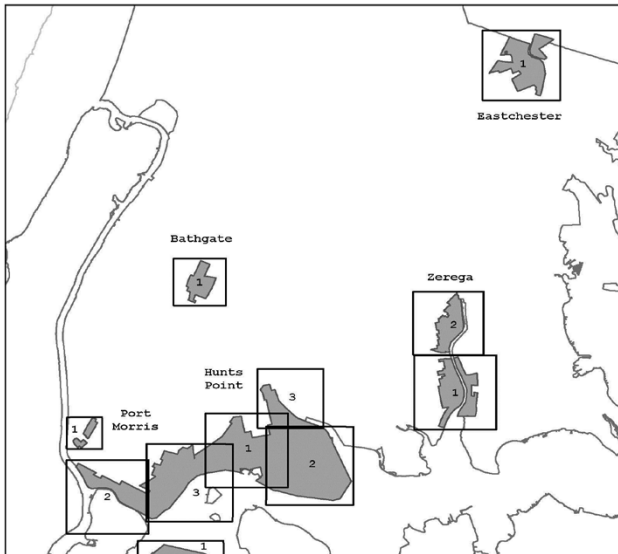 1
Eastchester
Bathgate
1
Zerega
2
Hunts
Point
1
3
1
Port
Morris
1
2
3
2
1